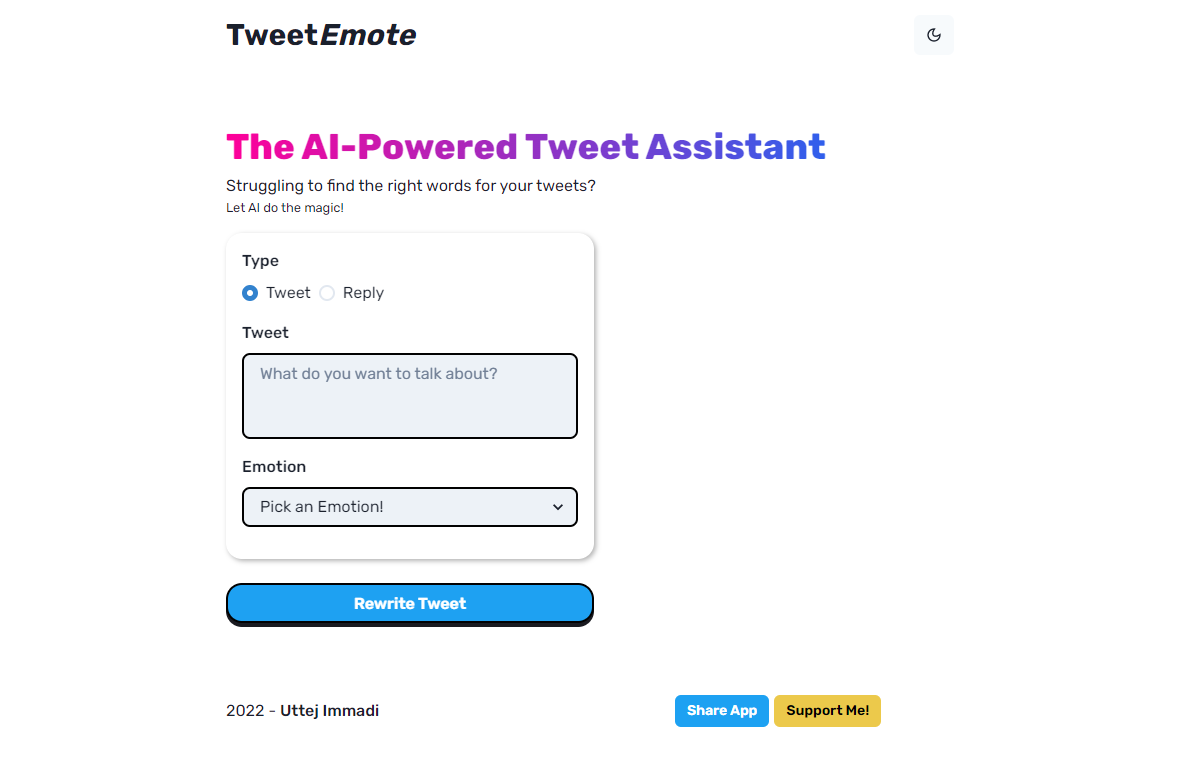 TweetEmote
The AI-Powered Tweet Assistant
Struggling to find the right words for your tweets?
Let AI do the magic!
Type
Tweet Reply
Tweet
What do you want to talk about?
Emotion
Pick an Emotion!
Rewrite Tweet
2022 - Uttej Immadi
Share App Support Me!